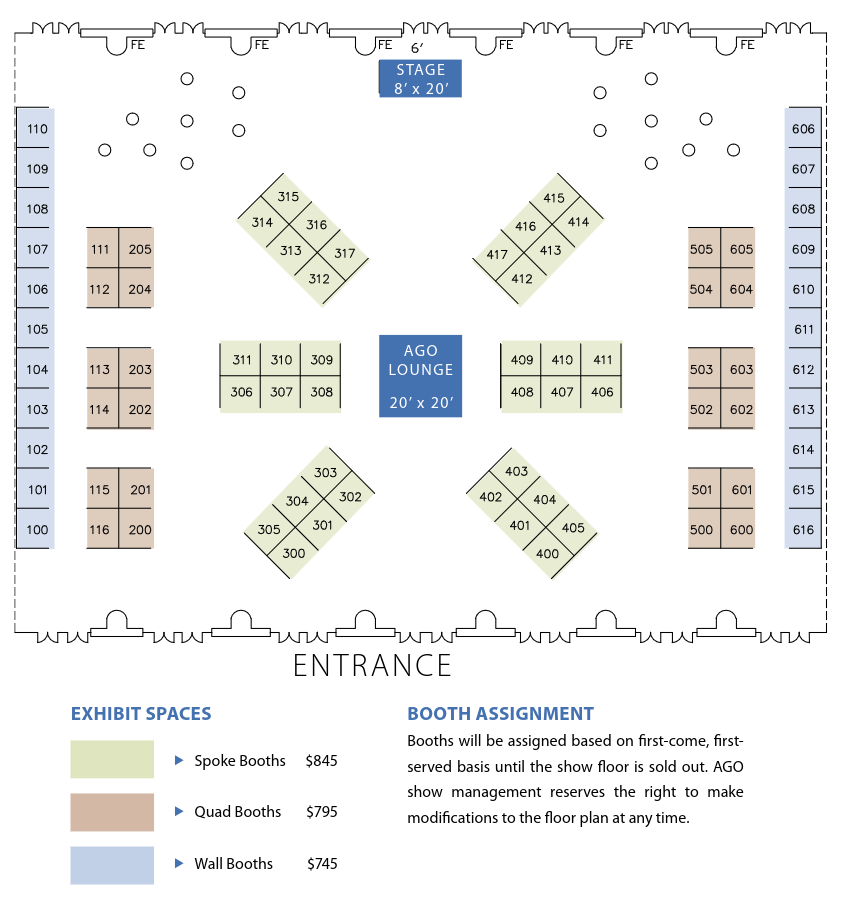 FE FE FE 6′ FE FE FE
STAGE
8′ x 20′
110 606
109 607
108 608
315 415
314 316 416 414
107 111 205 313 317 417 413 505 605 609
106 112 204 312 412 504 604 610
105 611
AGO
LOUNGE
20′ x 20′
104 113 203 311 310 309 409 410 411 503 603 612
103 114 202 306 307 308 408 407 406 502 602 613
102 614
303 403
101 115 201 304 302 402 404 501 601 615
100 116 200 305 301 401 405 500 600 616
300 400
ENTRANCE
EXHIBIT SPACES
Spoke Booths $845
Quad Booths $795
Wall Booths $745
BOOTH ASSIGNMENT
Booths will be assigned based on first-come, first-
served basis until the show floor is sold out. AGO
show management reserves the right to make
modifications to the floor plan at any time.